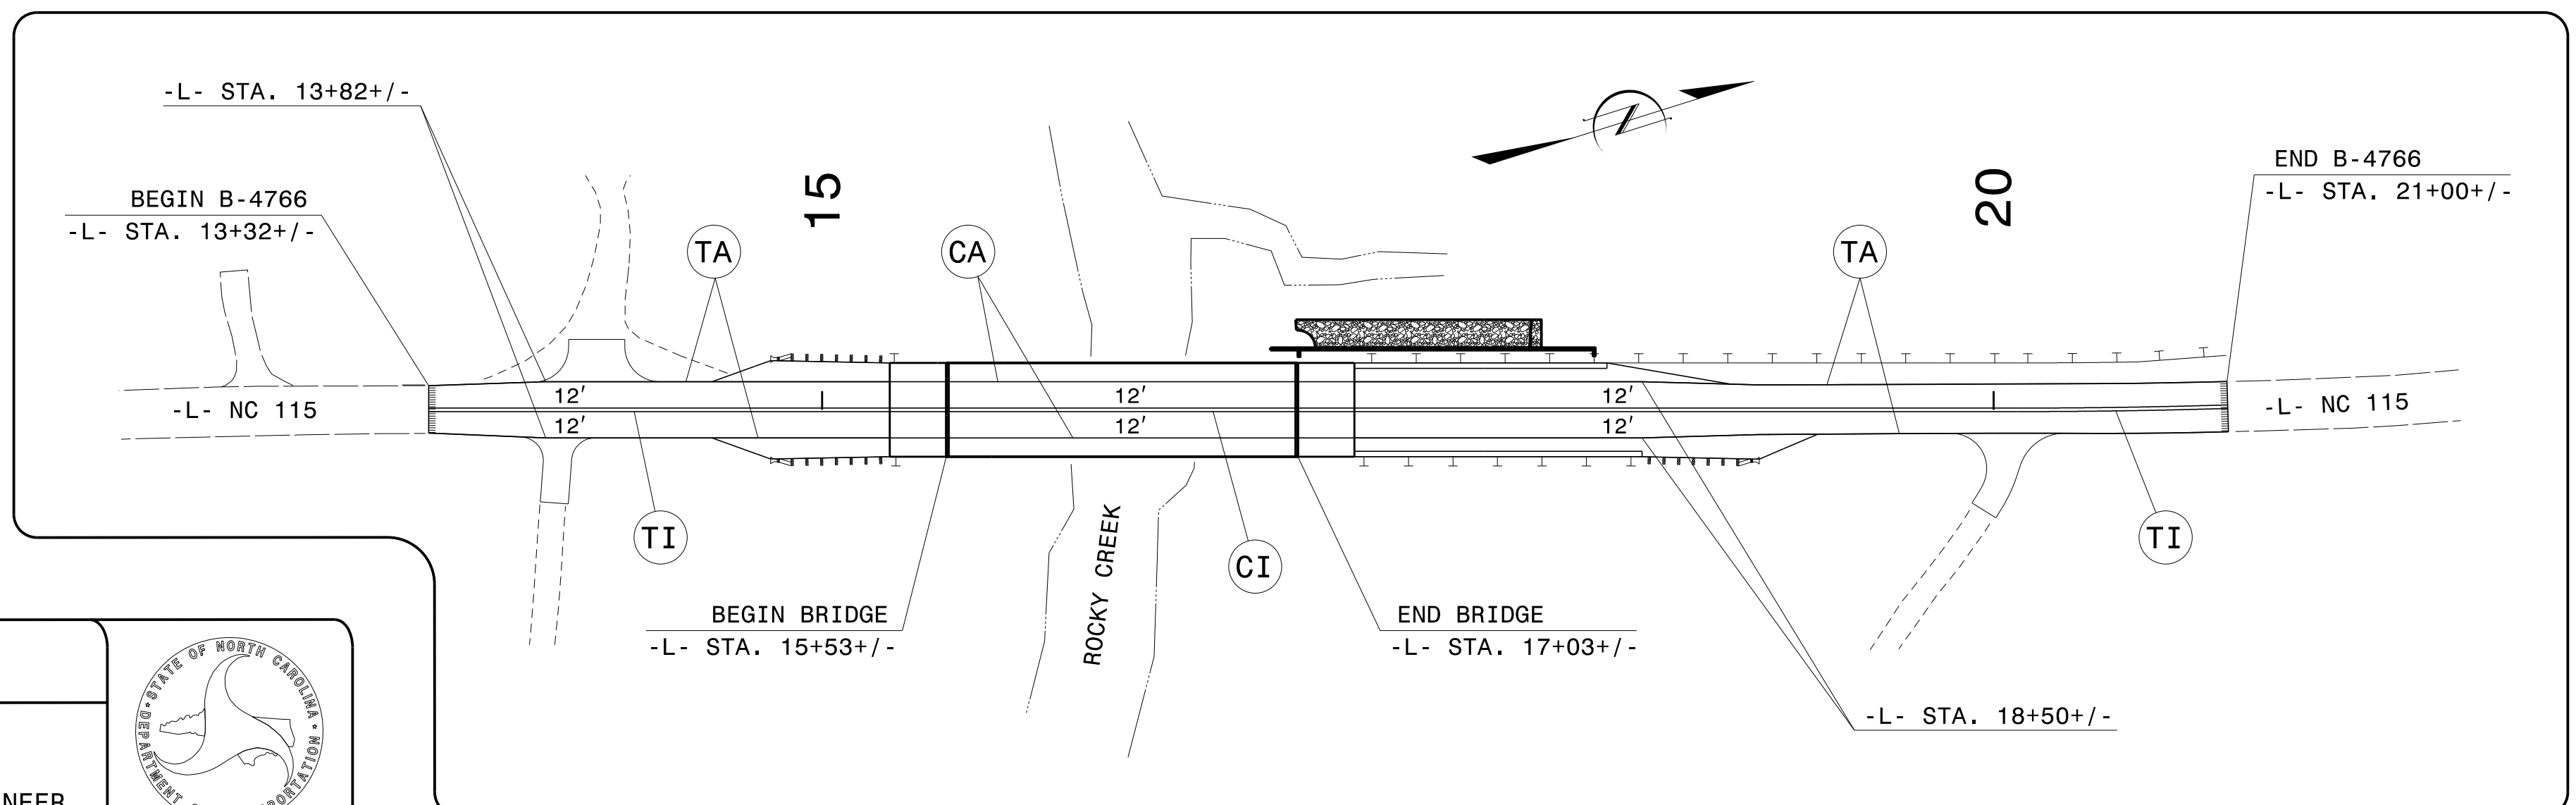 -L- STA. 13+82+/-
BEGIN B-4766
-L- STA. 13+32+/-
15
20
END B-4766
-L- STA. 21+00+/-
TA
CA
TA
12'
12'
12'
-L- NC 115
-L- NC 115
12'
12'
12'
TI
CI
TI
ROCKY CREEK
BEGIN BRIDGE
-L- STA. 15+53+/-
END BRIDGE
-L- STA. 17+03+/-
-L- STA. 18+50+/-
STATE OF NORTH CAROLINA
DEPARTMENT
NEER